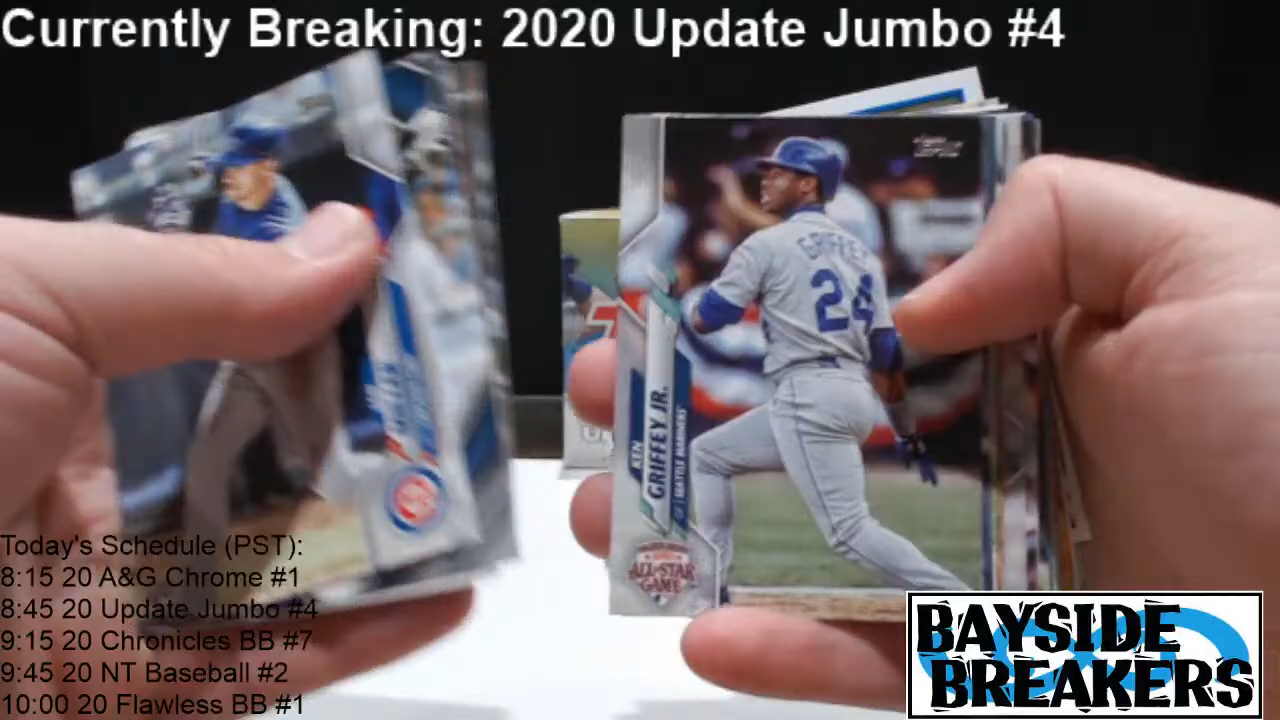 Currently Breaking: 2020 Update Jumbo #4
Topps
GRIFFEY
24
KEN
GRIFFEY JR.
CF | SEATTLE MARINERS
ALL-STAR
GAME
Today's Schedule (PST):
8:15 20 A&G Chrome #1
8:45 20 Update Jumbo #4
9:15 20 Chronicles BB #7
9:45 20 NT Baseball #2
10:00 20 Flawless BB #1
BAYSIDE
BREAKERS